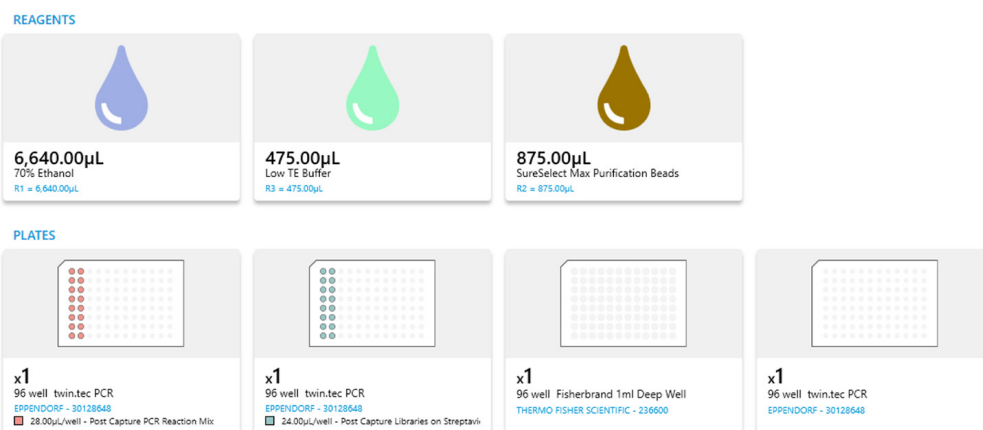 REAGENTS
6,640.00µL
70% Ethanol
R1 = 6,640.00µL
475.00µL
Low TE Buffer
R3 = 475.00µL
875.00µL
SureSelect Max Purification Beads
R2 = 875.00µL
PLATES
x1
96 well twin.tec PCR
EPPENDORF - 30128648
28.00µL/well - Post Capture PCR Reaction Mix
x1
96 well twin.tec PCR
EPPENDORF - 30128648
24.00µL/well - Post Capture Libraries on Streptavi
x1
96 well Fisherbrand 1ml Deep Well
THERMO FISHER SCIENTIFIC - 236600
x1
96 well twin.tec PCR
EPPENDORF - 30128648